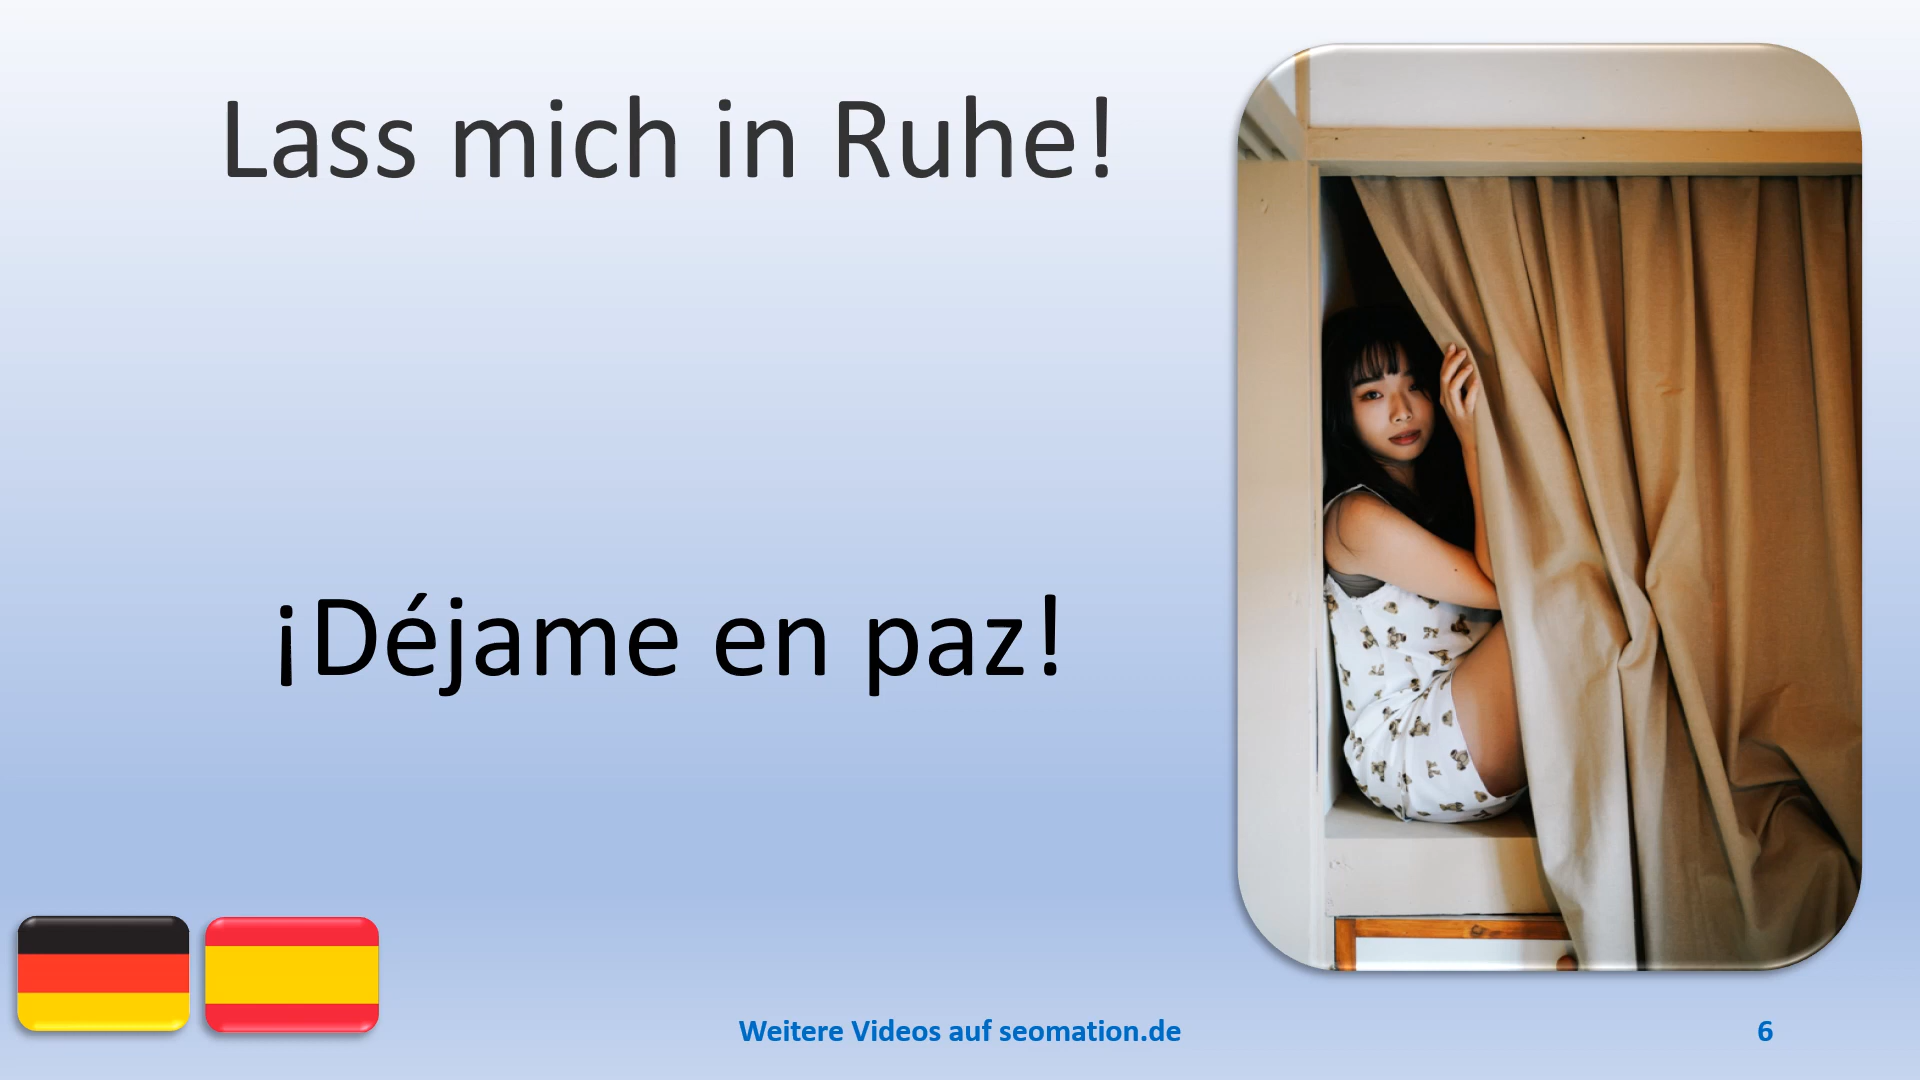 Lass mich in Ruhe!
¡Déjame en paz!
Weitere Videos auf seomation.de
6